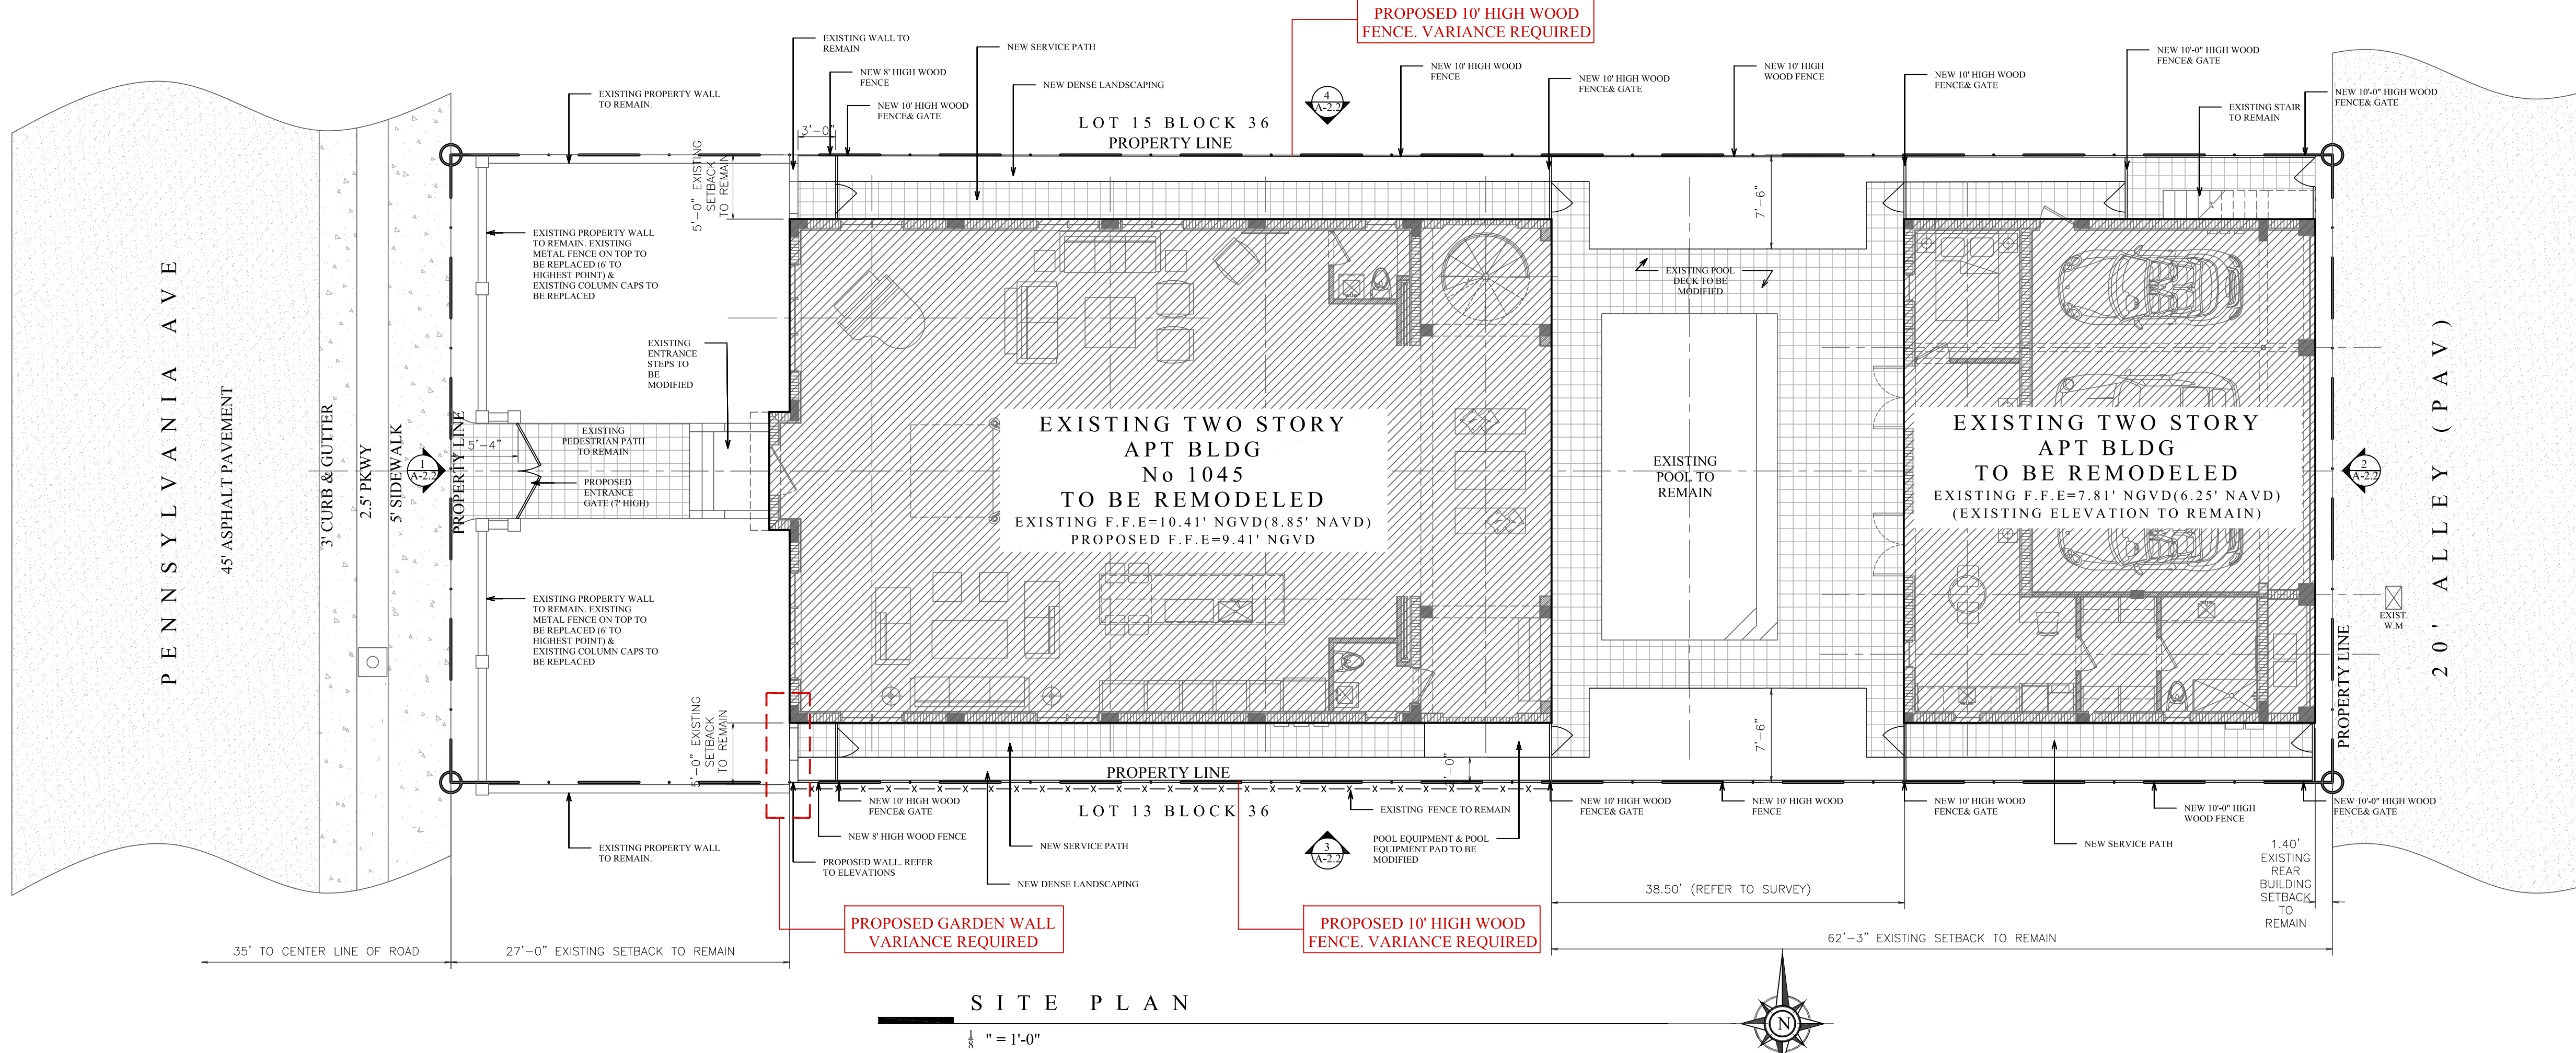 PROPOSED 10' HIGH WOOD
FENCE. VARIANCE REQUIRED
EXISTING WALL TO
REMAIN
NEW SERVICE PATH
NEW 8' HIGH WOOD
FENCE
NEW DENSE LANDSCAPING
NEW 10' HIGH WOOD
FENCE& GATE
EXISTING PROPERTY WALL
TO REMAIN.
NEW 10' HIGH WOOD
FENCE
NEW 10' HIGH WOOD
FENCE& GATE
NEW 10' HIGH
WOOD FENCE
NEW 10' HIGH WOOD
FENCE& GATE
NEW 10'-0" HIGH WOOD
FENCE& GATE
EXISTING STAIR
TO REMAIN
NEW 10'-0" HIGH WOOD
FENCE& GATE
4
A-2.2
3'-0"
LOT 15 BLOCK 36
PROPERTY LINE
5'-0" EXISTING
SETBACK
TO REMAIN
7'-6"
PENNSYLVANIA AVE
45' ASPHALT PAVEMENT
3' CURB & GUTTER
2.5' PKWY
5' SIDEWALK
PROPERTY LINE
1
A-2.2
5'-4"
EXISTING PROPERTY WALL
TO REMAIN. EXISTING
METAL FENCE ON TOP TO
BE REPLACED (6' TO
HIGHEST POINT) &
EXISTING COLUMN CAPS TO
BE REPLACED
EXISTING
ENTRANCE
STEPS TO
BE
MODIFIED
EXISTING
PEDESTRIAN PATH
TO REMAIN
PROPOSED
ENTRANCE
GATE (7' HIGH)
EXISTING PROPERTY WALL
TO REMAIN. EXISTING
METAL FENCE ON TOP TO
BE REPLACED (6' TO
HIGHEST POINT) &
EXISTING COLUMN CAPS TO
BE REPLACED
EXISTING TWO STORY
APT BLDG
No 1045
TO BE REMODELED
EXISTING F.F.E=10.41' NGVD(8.85' NAVD)
PROPOSED F.F.E=9.41' NGVD
EXISTING POOL
DECK TO BE
MODIFIED
EXISTING
POOL TO
REMAIN
EXISTING TWO STORY
APT BLDG
TO BE REMODELED
EXISTING F.F.E=7.81' NGVD(6.25' NAVD)
(EXISTING ELEVATION TO REMAIN)
2
A-2.2
EXIST.
W.M
PROPERTY LINE
20' ALLEY (PAV)
5'-0" EXISTING
SETBACK
TO REMAIN
7'-6"
PROPERTY LINE
LOT 13 BLOCK 36
NEW 10' HIGH WOOD
FENCE& GATE
NEW 8' HIGH WOOD FENCE
PROPOSED WALL. REFER
TO ELEVATIONS
EXISTING PROPERTY WALL
TO REMAIN.
NEW SERVICE PATH
NEW DENSE LANDSCAPING
EXISTING FENCE TO REMAIN
3
A-2.2
POOL EQUIPMENT & POOL
EQUIPMENT PAD TO BE
MODIFIED
NEW 10' HIGH WOOD
FENCE& GATE
NEW 10' HIGH WOOD
FENCE
NEW 10' HIGH WOOD
FENCE& GATE
NEW 10'-0" HIGH
WOOD FENCE
NEW 10'-0" HIGH WOOD
FENCE& GATE
NEW SERVICE PATH
1.40'
EXISTING
REAR
BUILDING
SETBACK
TO
REMAIN
38.50' (REFER TO SURVEY)
PROPOSED GARDEN WALL
VARIANCE REQUIRED
PROPOSED 10' HIGH WOOD
FENCE. VARIANCE REQUIRED
35' TO CENTER LINE OF ROAD
27'-0" EXISTING SETBACK TO REMAIN
62'-3" EXISTING SETBACK TO REMAIN
SITE PLAN
1/8 " = 1'-0"
N